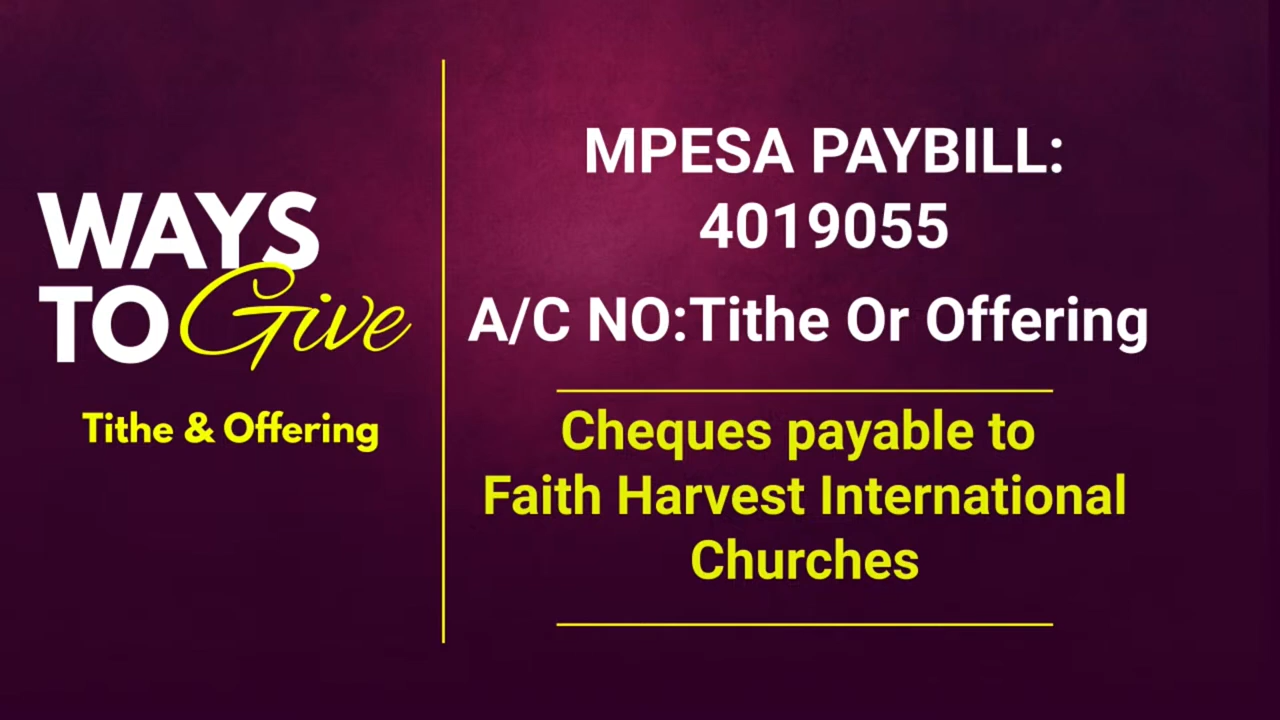 WAYS
TO Give
Tithe & Offering
MPESA PAYBILL:
4019055
A/C NO:Tithe Or Offering
Cheques payable to
Faith Harvest International
Churches